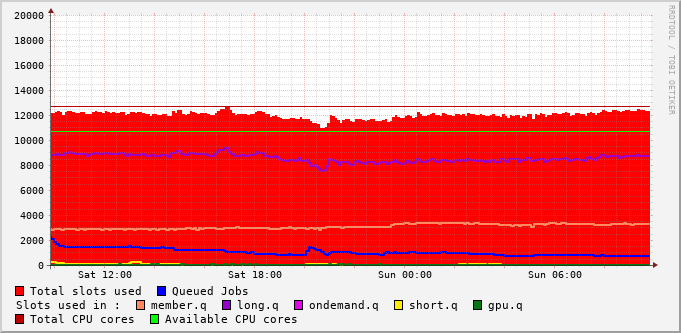 20000
18000
16000
14000
12000
10000
8000
6000
4000
2000
0
Sat 12:00 Sat 18:00 Sun 00:00 Sun 06:00
RRDTOOL / TOBI OETIKER
Total slots used Queued Jobs
Slots used in : member.q long.q ondemand.q short.q gpu.q
Total CPU cores Available CPU cores